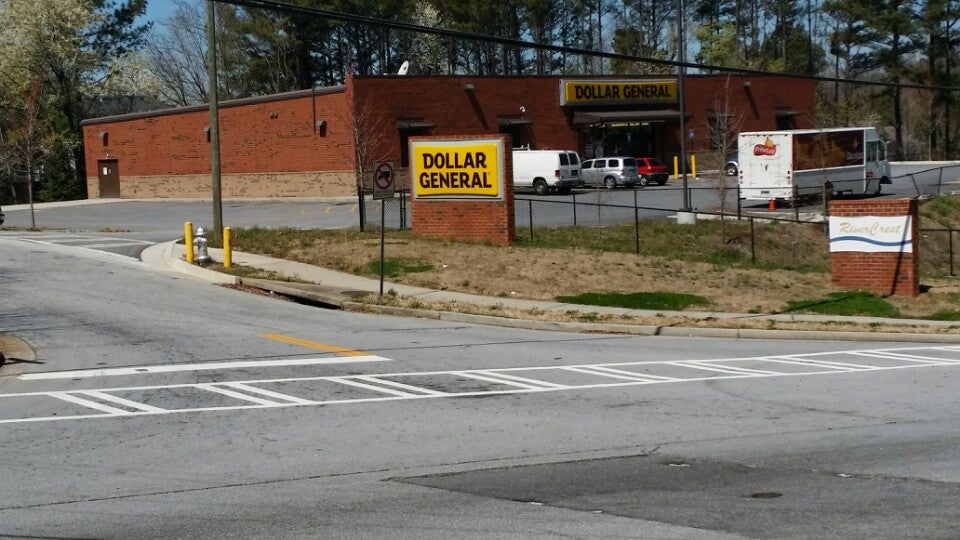 DOLLAR GENERAL
DOLLAR
GENERAL
FritoLay
RiverCrest